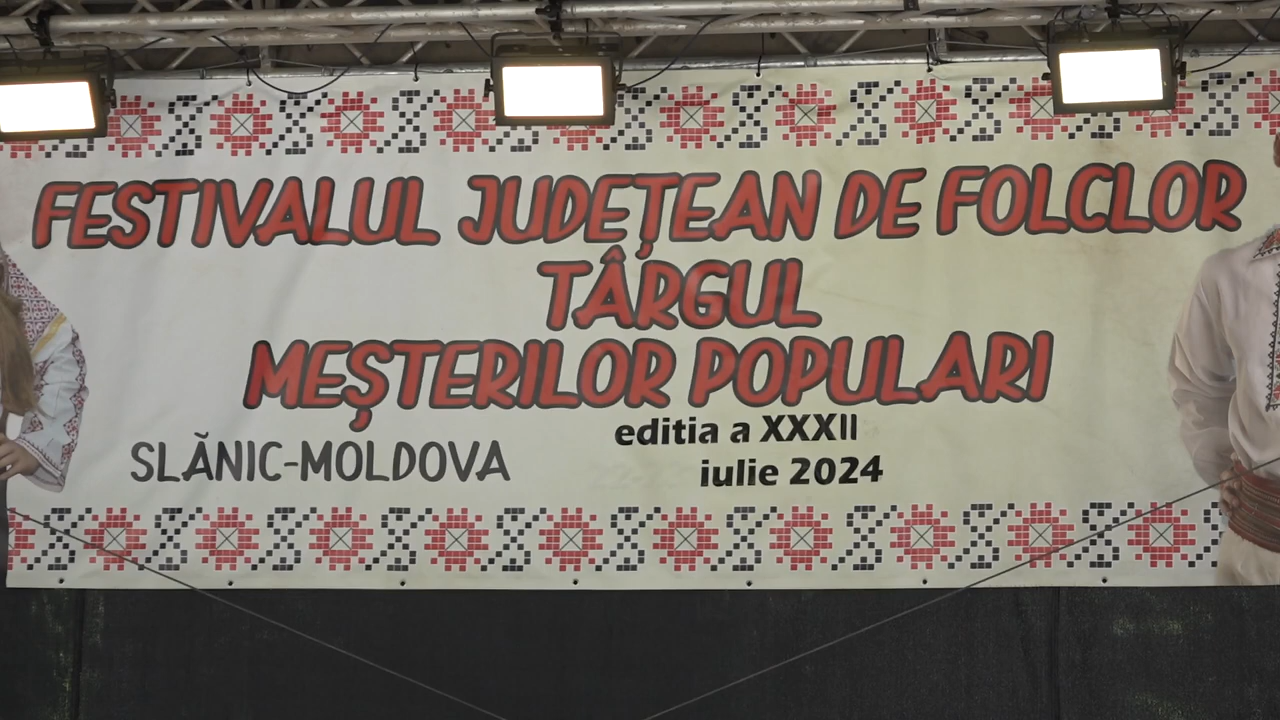 FESTIVALUL JUDEȚEAN DE FOLCLOR
TÂRGUL
MEȘTERILOR POPULARI
editia a XXXII
SLĂNIC-MOLDOVA
iulie 2024